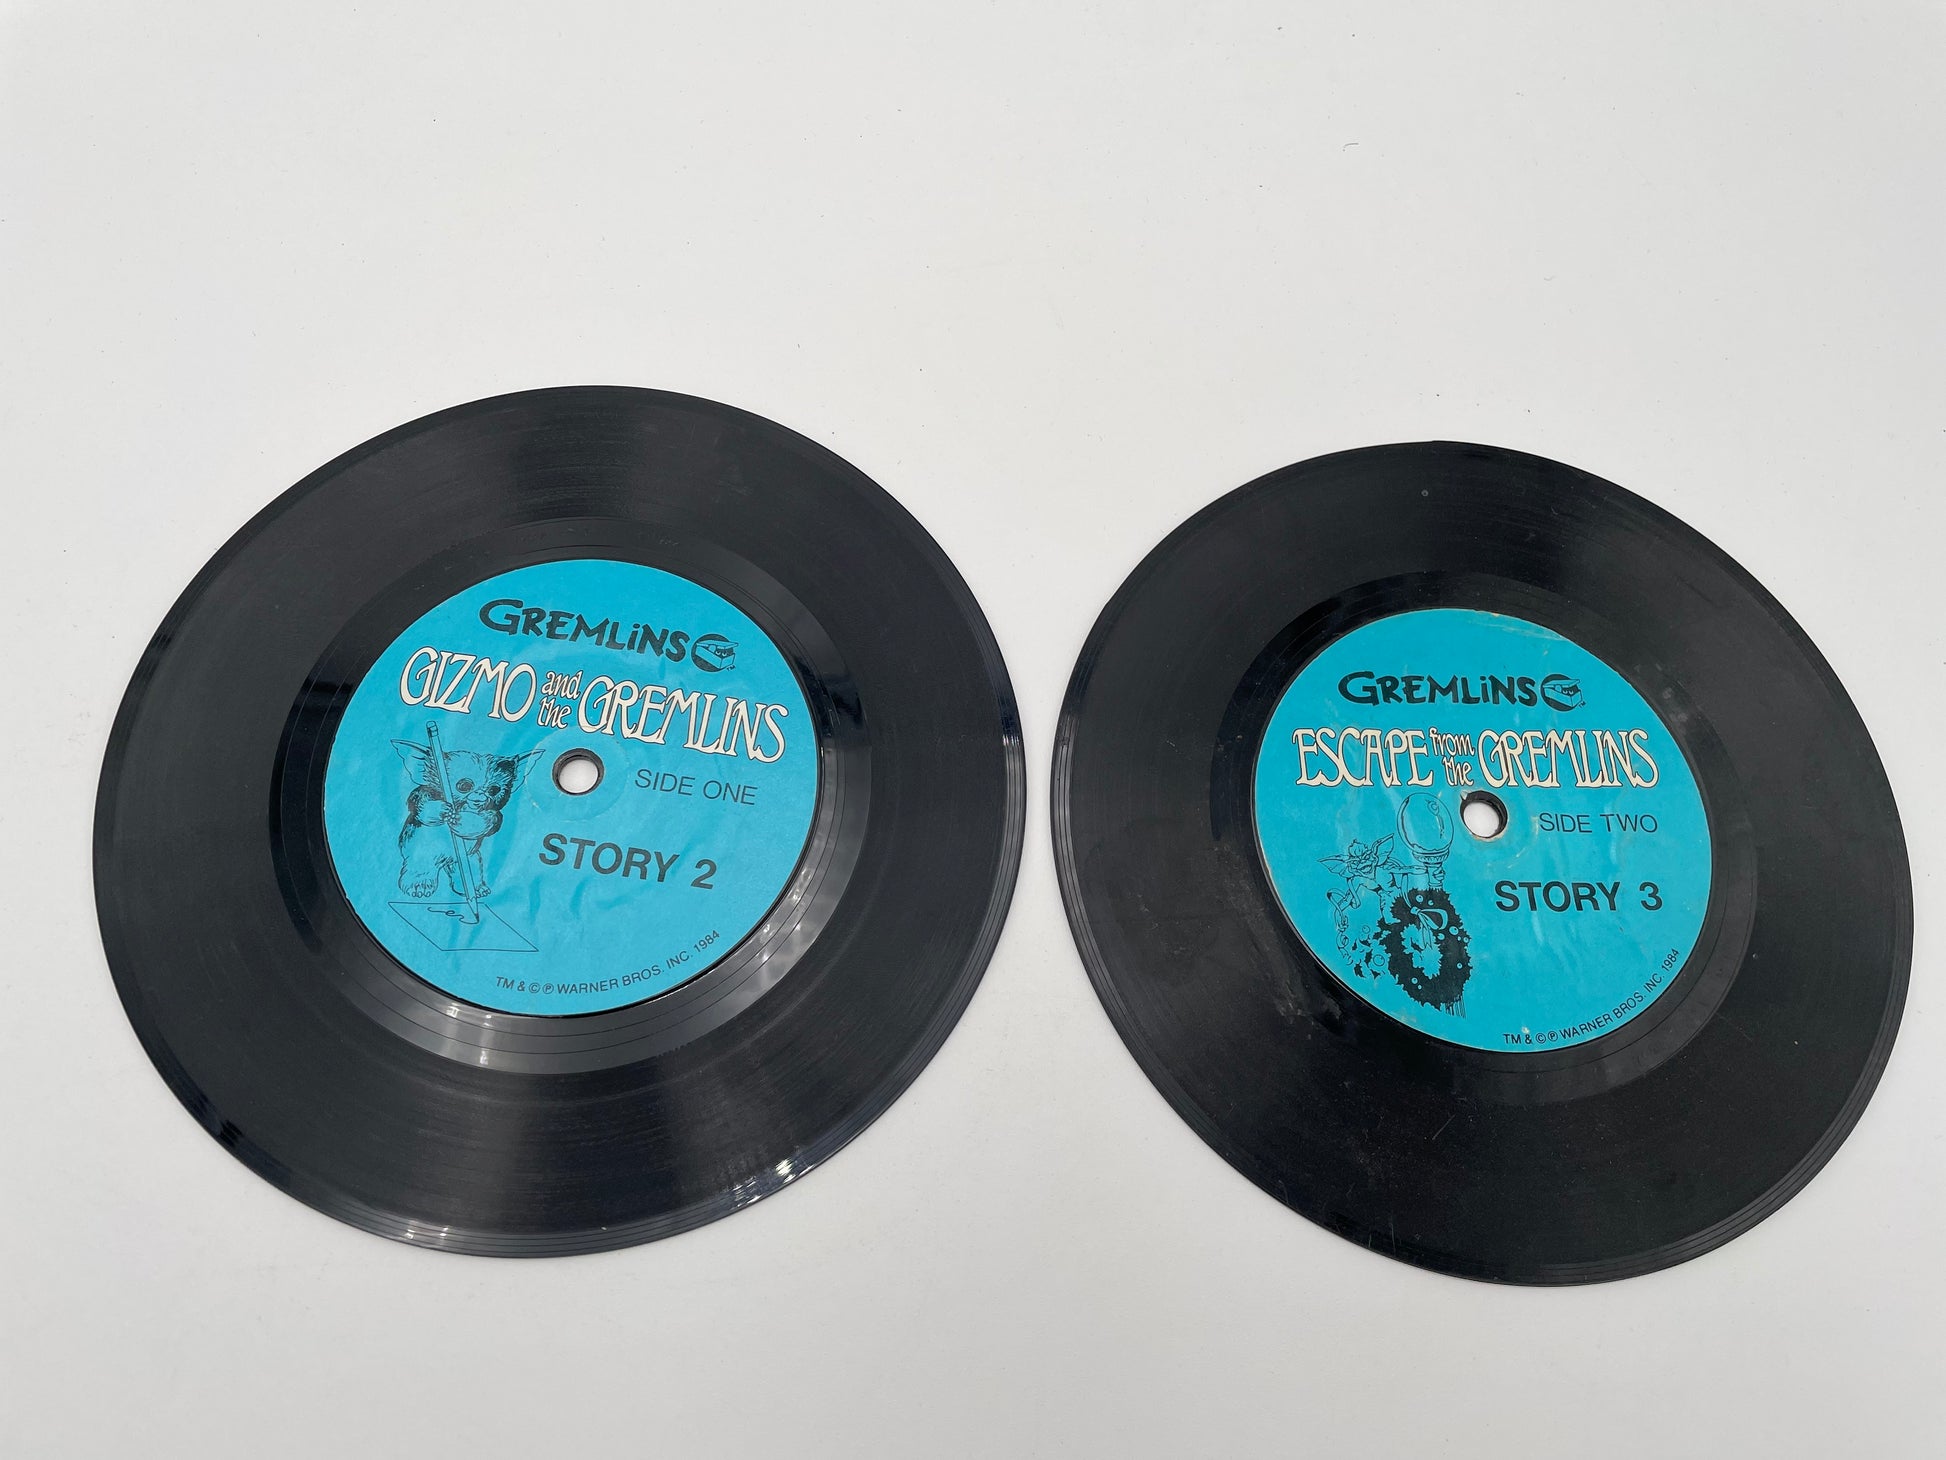 GREMLiNS
TM
GIZMO and the GREMLINS
SIDE ONE
STORY 2
TM & © ℗ WARNER BROS. INC. 1984
GREMLiNS
ESCAPE from the GREMLINS
SIDE TWO
STORY 3
TM & © ℗ WARNER BROS. INC. 1984